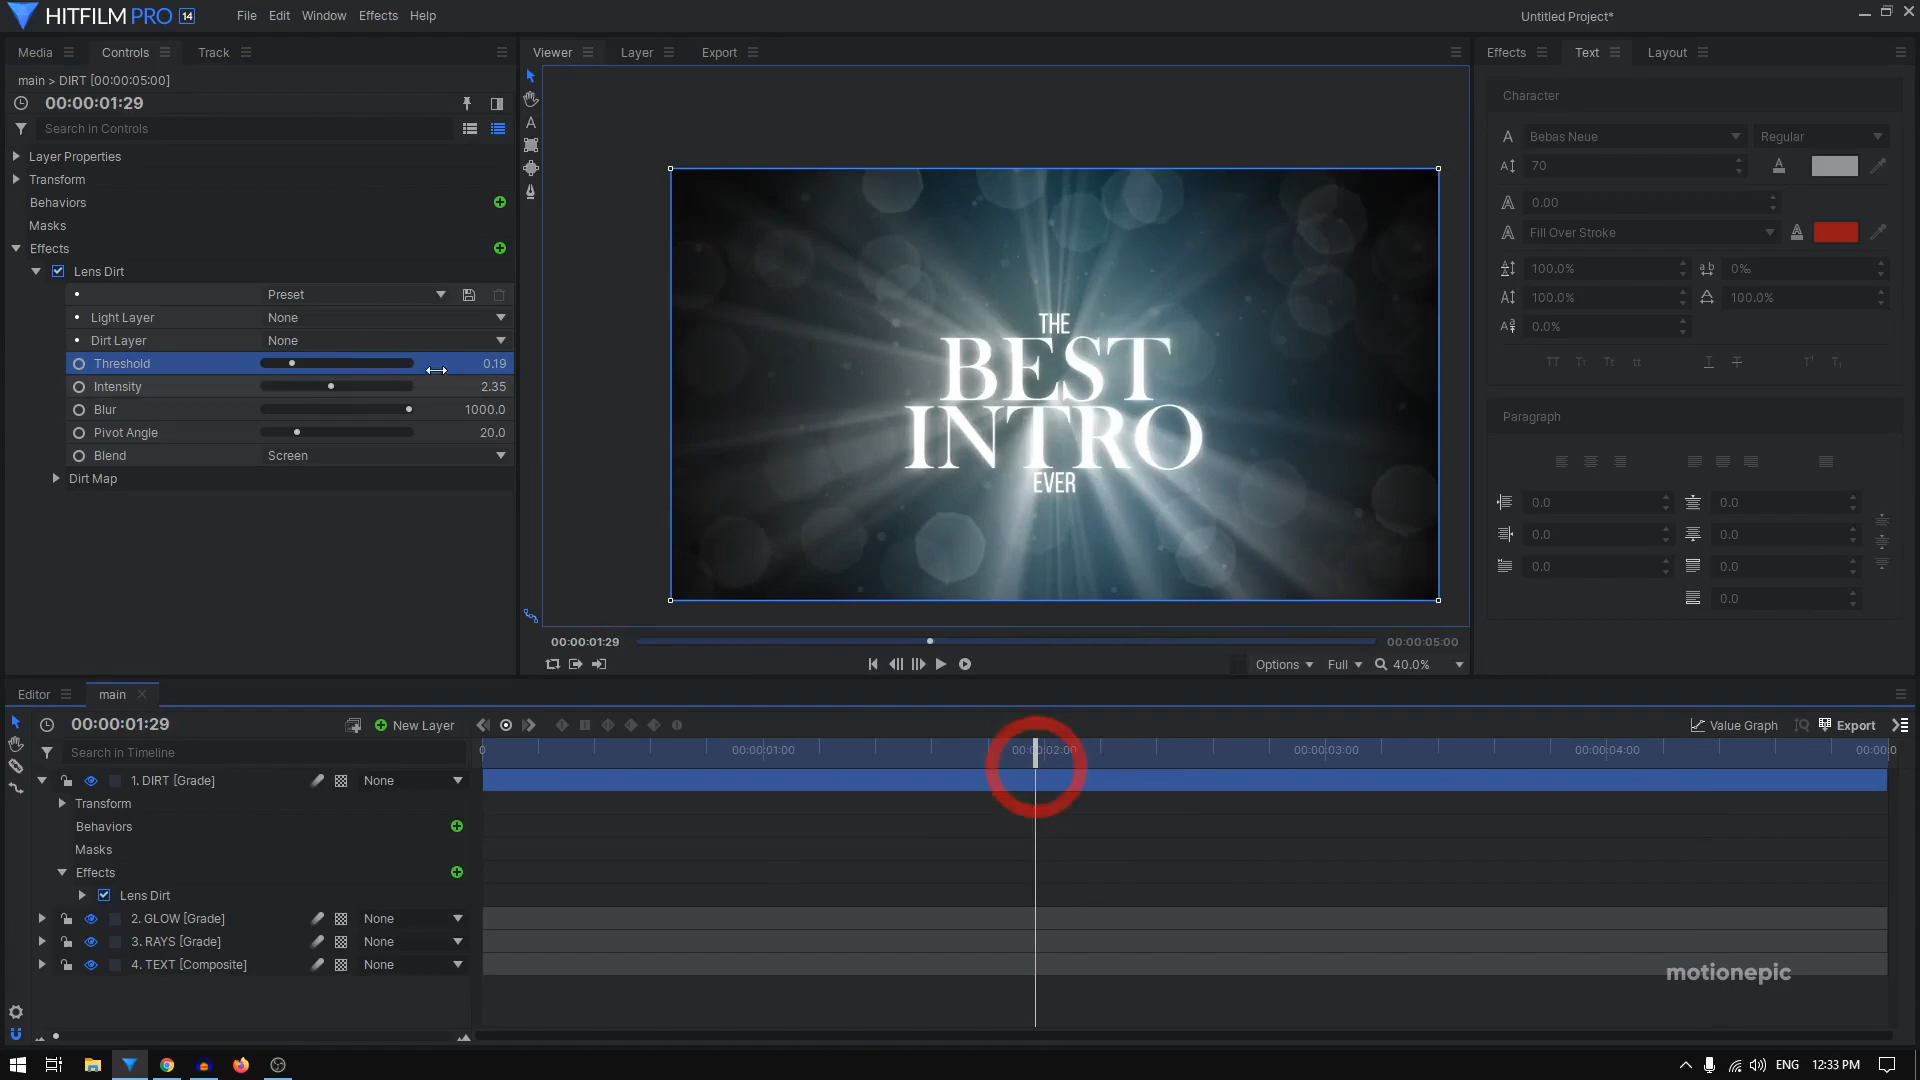 HITFILM PRO 14
File Edit Window Effects Help
Untitled Project*
Media Controls Track
main > DIRT [00:00:05:00]
00:00:01:29
Search in Controls
Layer Properties
Transform
Behaviors
Masks
Effects
Lens Dirt
Preset
Light Layer None
Dirt Layer None
Threshold 0.19
Intensity 2.35
Blur 1000.0
Pivot Angle 20.0
Blend Screen
Dirt Map
Viewer Layer Export
THE
BEST
INTRO
EVER
00:00:01:29 00:00:05:00
Options Full 40.0%
Effects Text Layout
Character
Bebas Neue Regular
70
0.00
Fill Over Stroke
100.0% 0%
100.0% 100.0%
0.0%
TT Tт Tt tt T T T¹ T₁
Paragraph
0.0 0.0
0.0 0.0
0.0 0.0
0.0
Editor main
00:00:01:29 New Layer
Value Graph Export
Search in Timeline
0 00:00:01:00 00:00:02:00 00:00:03:00 00:00:04:00 00:00:0
1. DIRT [Grade] None
Transform
Behaviors
Masks
Effects
Lens Dirt
2. GLOW [Grade] None
3. RAYS [Grade] None
4. TEXT [Composite] None
motionepic
ENG 12:33 PM